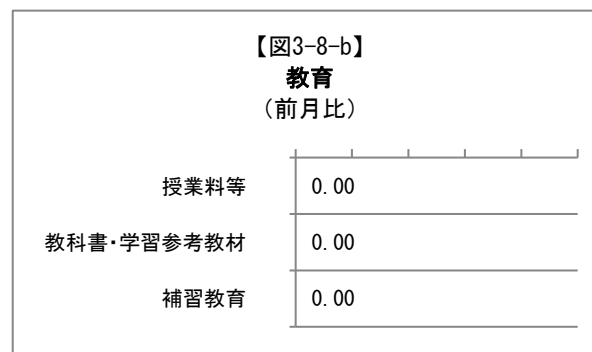 【図3-8-b】
教育
（前月比）
授業料等 0.00
教科書・学習参考教材 0.00
補習教育 0.00